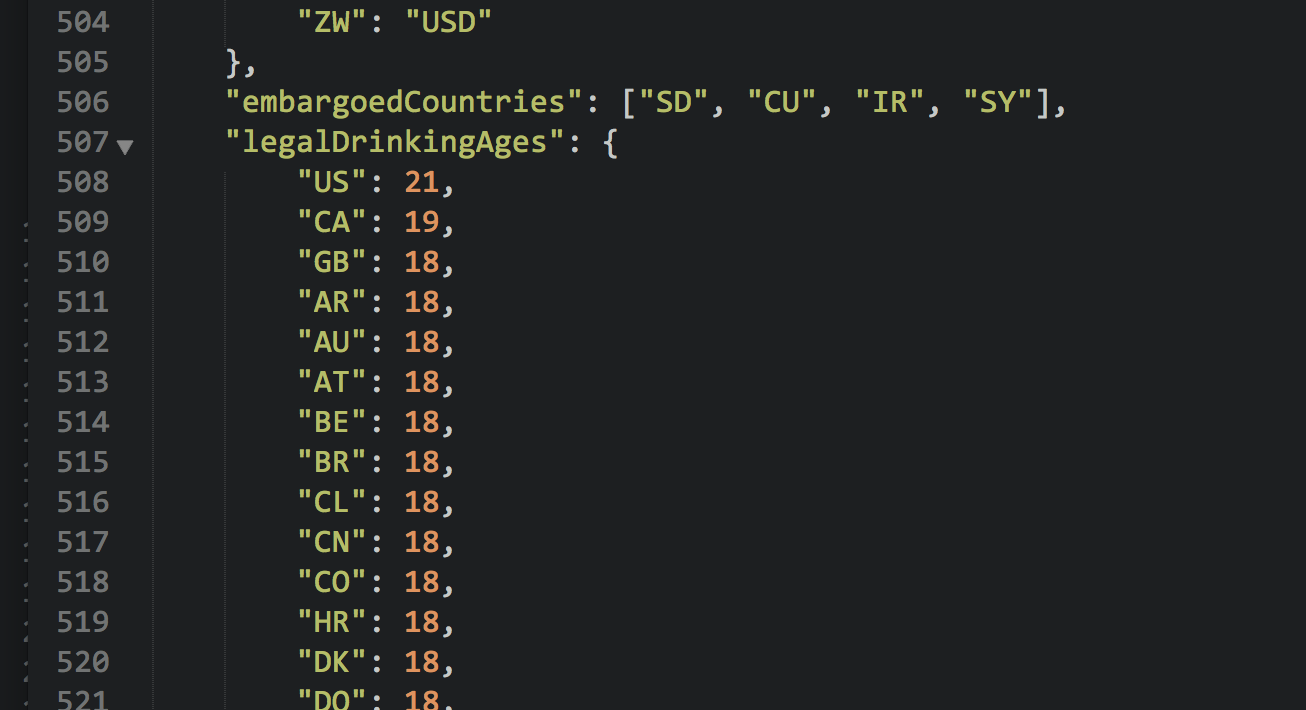 504 "ZW": "USD"
505 },
506 "embargoedCountries": ["SD", "CU", "IR", "SY"],
507 "legalDrinkingAges": {
508 "US": 21,
509 "CA": 19,
510 "GB": 18,
511 "AR": 18,
512 "AU": 18,
513 "AT": 18,
514 "BE": 18,
515 "BR": 18,
516 "CL": 18,
517 "CN": 18,
518 "CO": 18,
519 "HR": 18,
520 "DK": 18,
521 "DO": 18,